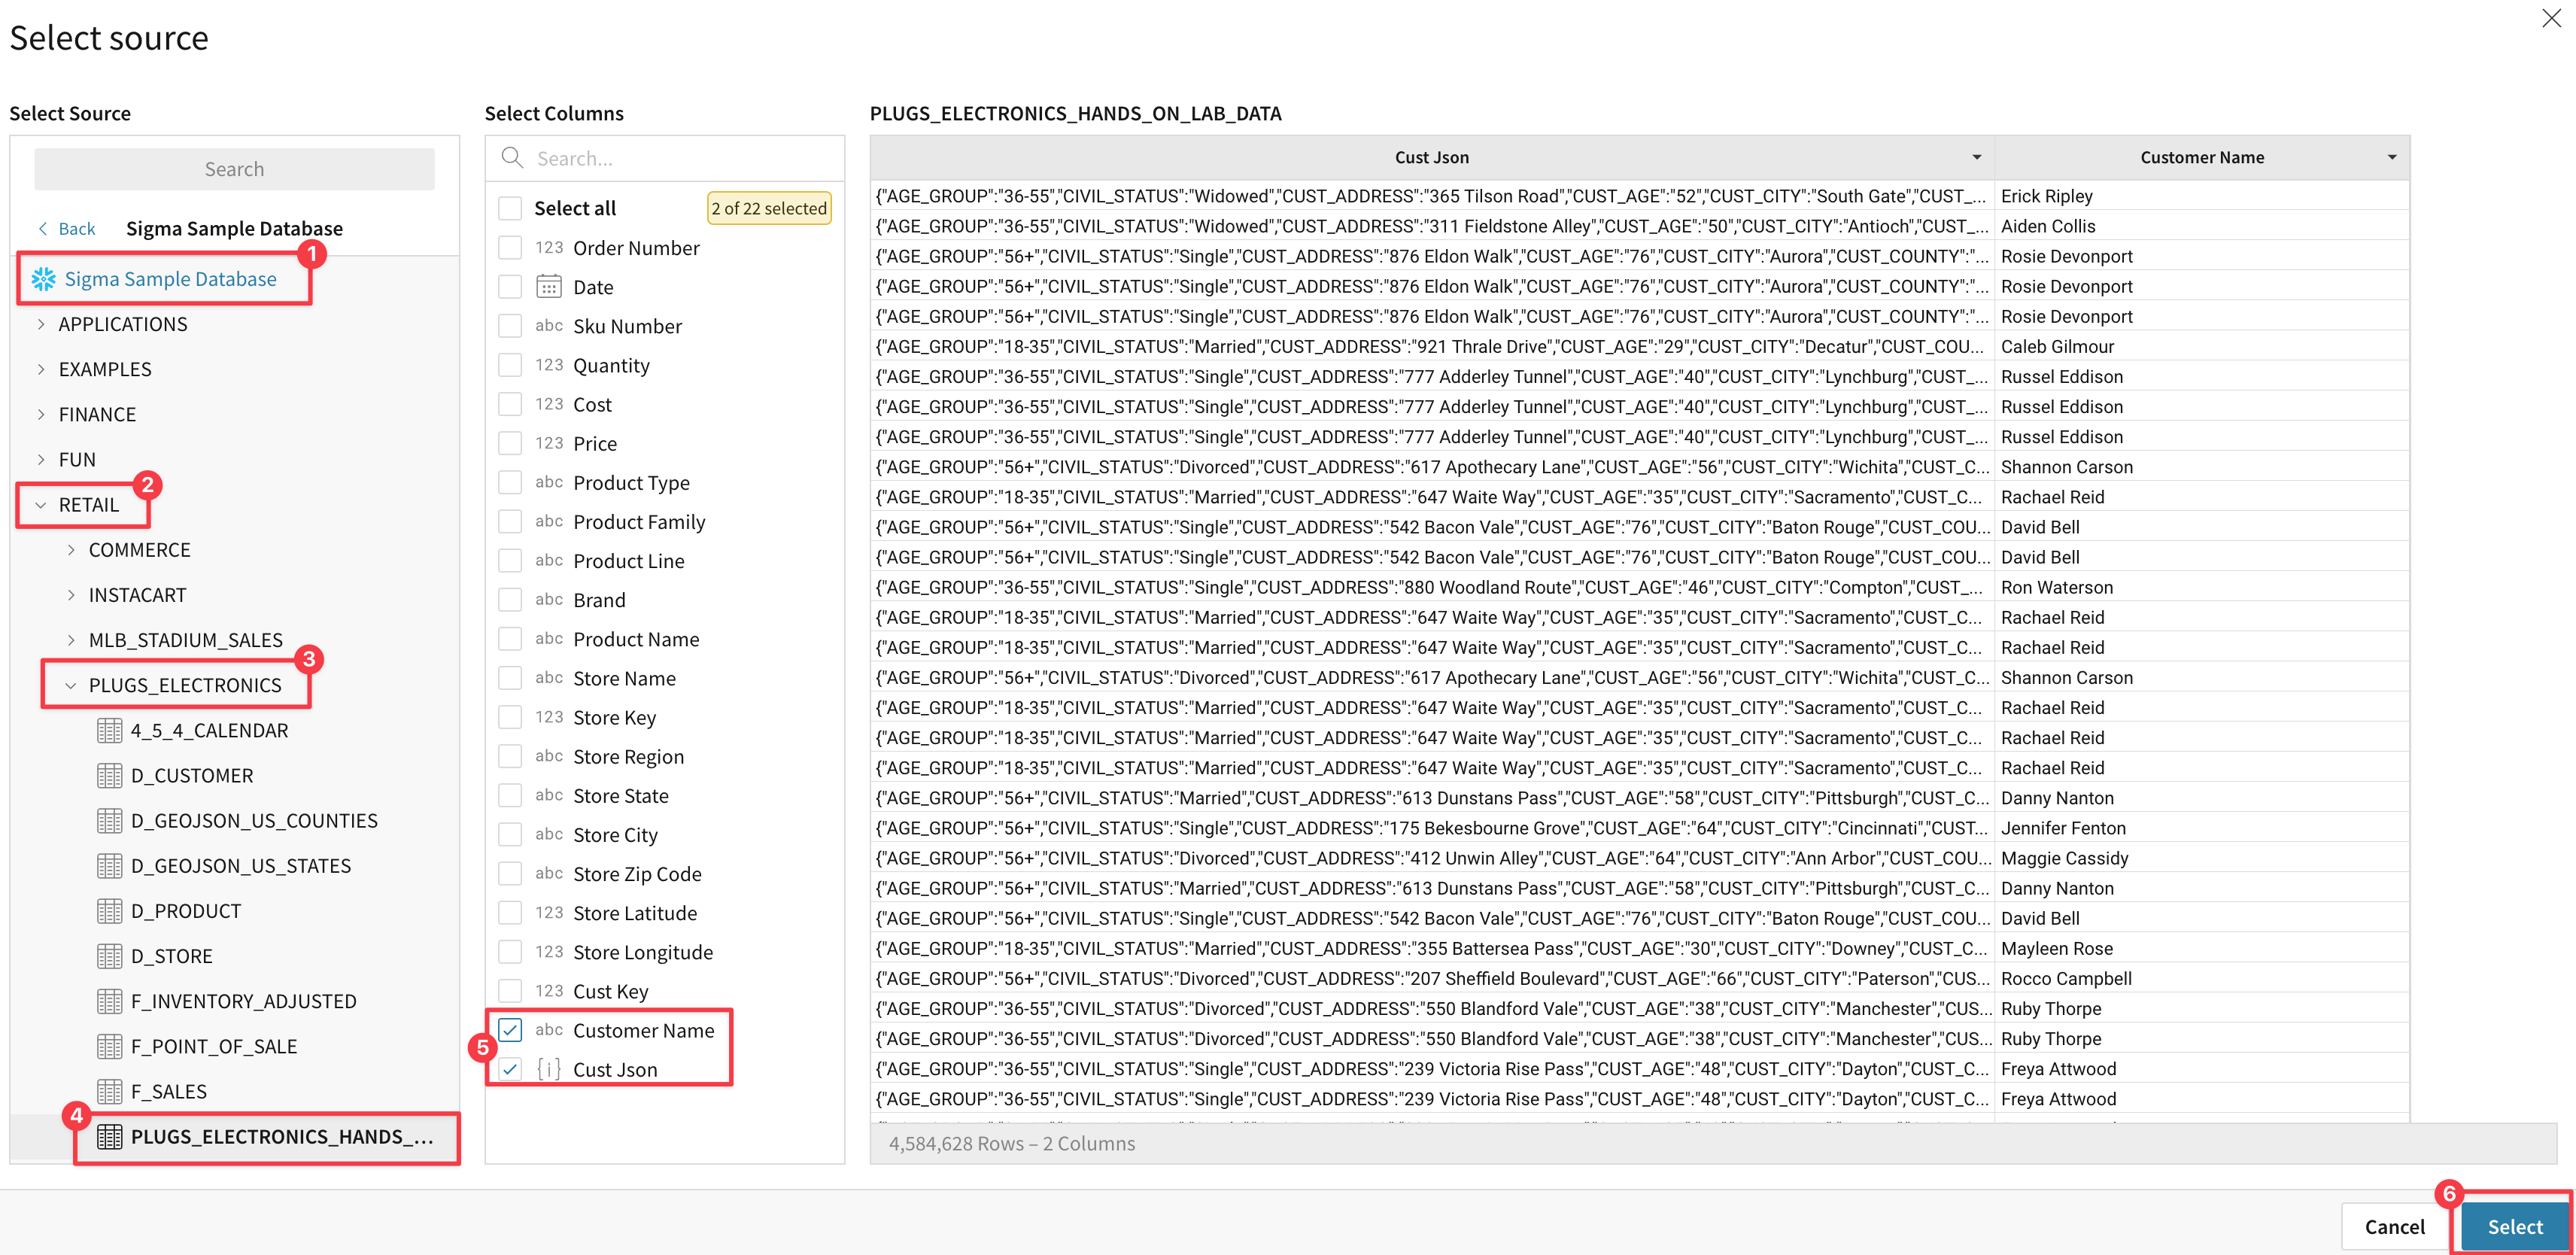 Select source
Select Source
Search
Back Sigma Sample Database
1
Sigma Sample Database
APPLICATIONS
EXAMPLES
FINANCE
FUN
2
RETAIL
COMMERCE
INSTACART
MLB_STADIUM_SALES
3
PLUGS_ELECTRONICS
4_5_4_CALENDAR
D_CUSTOMER
D_GEOJSON_US_COUNTIES
D_GEOJSON_US_STATES
D_PRODUCT
D_STORE
F_INVENTORY_ADJUSTED
F_POINT_OF_SALE
F_SALES
4
PLUGS_ELECTRONICS_HANDS_...
Select Columns
Search...
Select all 2 of 22 selected
123 Order Number
Date
abc Sku Number
123 Quantity
123 Cost
123 Price
abc Product Type
abc Product Family
abc Product Line
abc Brand
abc Product Name
abc Store Name
123 Store Key
abc Store Region
abc Store State
abc Store City
abc Store Zip Code
123 Store Latitude
123 Store Longitude
123 Cust Key
5
abc Customer Name
{i} Cust Json
PLUGS_ELECTRONICS_HANDS_ON_LAB_DATA
Cust Json Customer Name
{"AGE_GROUP":"36-55","CIVIL_STATUS":"Widowed","CUST_ADDRESS":"365 Tilson Road","CUST_AGE":"52","CUST_CITY":"South Gate","CUST_... Erick Ripley
{"AGE_GROUP":"36-55","CIVIL_STATUS":"Widowed","CUST_ADDRESS":"311 Fieldstone Alley","CUST_AGE":"50","CUST_CITY":"Antioch","CUST_... Aiden Collis
{"AGE_GROUP":"56+","CIVIL_STATUS":"Single","CUST_ADDRESS":"876 Eldon Walk","CUST_AGE":"76","CUST_CITY":"Aurora","CUST_COUNTY":"... Rosie Devonport
{"AGE_GROUP":"56+","CIVIL_STATUS":"Single","CUST_ADDRESS":"876 Eldon Walk","CUST_AGE":"76","CUST_CITY":"Aurora","CUST_COUNTY":"... Rosie Devonport
{"AGE_GROUP":"56+","CIVIL_STATUS":"Single","CUST_ADDRESS":"876 Eldon Walk","CUST_AGE":"76","CUST_CITY":"Aurora","CUST_COUNTY":"... Rosie Devonport
{"AGE_GROUP":"18-35","CIVIL_STATUS":"Married","CUST_ADDRESS":"921 Thrale Drive","CUST_AGE":"29","CUST_CITY":"Decatur","CUST_COU... Caleb Gilmour
{"AGE_GROUP":"36-55","CIVIL_STATUS":"Single","CUST_ADDRESS":"777 Adderley Tunnel","CUST_AGE":"40","CUST_CITY":"Lynchburg","CUST_... Russel Eddison
{"AGE_GROUP":"36-55","CIVIL_STATUS":"Single","CUST_ADDRESS":"777 Adderley Tunnel","CUST_AGE":"40","CUST_CITY":"Lynchburg","CUST_... Russel Eddison
{"AGE_GROUP":"36-55","CIVIL_STATUS":"Single","CUST_ADDRESS":"777 Adderley Tunnel","CUST_AGE":"40","CUST_CITY":"Lynchburg","CUST_... Russel Eddison
{"AGE_GROUP":"56+","CIVIL_STATUS":"Divorced","CUST_ADDRESS":"617 Apothecary Lane","CUST_AGE":"56","CUST_CITY":"Wichita","CUST_C... Shannon Carson
{"AGE_GROUP":"18-35","CIVIL_STATUS":"Married","CUST_ADDRESS":"647 Waite Way","CUST_AGE":"35","CUST_CITY":"Sacramento","CUST_C... Rachael Reid
{"AGE_GROUP":"56+","CIVIL_STATUS":"Single","CUST_ADDRESS":"542 Bacon Vale","CUST_AGE":"76","CUST_CITY":"Baton Rouge","CUST_COU... David Bell
{"AGE_GROUP":"56+","CIVIL_STATUS":"Single","CUST_ADDRESS":"542 Bacon Vale","CUST_AGE":"76","CUST_CITY":"Baton Rouge","CUST_COU... David Bell
{"AGE_GROUP":"36-55","CIVIL_STATUS":"Single","CUST_ADDRESS":"880 Woodland Route","CUST_AGE":"46","CUST_CITY":"Compton","CUST_... Ron Waterson
{"AGE_GROUP":"18-35","CIVIL_STATUS":"Married","CUST_ADDRESS":"647 Waite Way","CUST_AGE":"35","CUST_CITY":"Sacramento","CUST_C... Rachael Reid
{"AGE_GROUP":"18-35","CIVIL_STATUS":"Married","CUST_ADDRESS":"647 Waite Way","CUST_AGE":"35","CUST_CITY":"Sacramento","CUST_C... Rachael Reid
{"AGE_GROUP":"56+","CIVIL_STATUS":"Divorced","CUST_ADDRESS":"617 Apothecary Lane","CUST_AGE":"56","CUST_CITY":"Wichita","CUST_C... Shannon Carson
{"AGE_GROUP":"18-35","CIVIL_STATUS":"Married","CUST_ADDRESS":"647 Waite Way","CUST_AGE":"35","CUST_CITY":"Sacramento","CUST_C... Rachael Reid
{"AGE_GROUP":"18-35","CIVIL_STATUS":"Married","CUST_ADDRESS":"647 Waite Way","CUST_AGE":"35","CUST_CITY":"Sacramento","CUST_C... Rachael Reid
{"AGE_GROUP":"18-35","CIVIL_STATUS":"Married","CUST_ADDRESS":"647 Waite Way","CUST_AGE":"35","CUST_CITY":"Sacramento","CUST_C... Rachael Reid
{"AGE_GROUP":"56+","CIVIL_STATUS":"Married","CUST_ADDRESS":"613 Dunstans Pass","CUST_AGE":"58","CUST_CITY":"Pittsburgh","CUST_C... Danny Nanton
{"AGE_GROUP":"56+","CIVIL_STATUS":"Single","CUST_ADDRESS":"175 Bekesbourne Grove","CUST_AGE":"64","CUST_CITY":"Cincinnati","CUST... Jennifer Fenton
{"AGE_GROUP":"56+","CIVIL_STATUS":"Divorced","CUST_ADDRESS":"412 Unwin Alley","CUST_AGE":"64","CUST_CITY":"Ann Arbor","CUST_COU... Maggie Cassidy
{"AGE_GROUP":"56+","CIVIL_STATUS":"Married","CUST_ADDRESS":"613 Dunstans Pass","CUST_AGE":"58","CUST_CITY":"Pittsburgh","CUST_C... Danny Nanton
{"AGE_GROUP":"56+","CIVIL_STATUS":"Single","CUST_ADDRESS":"542 Bacon Vale","CUST_AGE":"76","CUST_CITY":"Baton Rouge","CUST_COU... David Bell
{"AGE_GROUP":"18-35","CIVIL_STATUS":"Married","CUST_ADDRESS":"355 Battersea Pass","CUST_AGE":"30","CUST_CITY":"Downey","CUST_C... Mayleen Rose
{"AGE_GROUP":"56+","CIVIL_STATUS":"Divorced","CUST_ADDRESS":"207 Sheffield Boulevard","CUST_AGE":"66","CUST_CITY":"Paterson","CUS... Rocco Campbell
{"AGE_GROUP":"36-55","CIVIL_STATUS":"Divorced","CUST_ADDRESS":"550 Blandford Vale","CUST_AGE":"38","CUST_CITY":"Manchester","CUS... Ruby Thorpe
{"AGE_GROUP":"36-55","CIVIL_STATUS":"Divorced","CUST_ADDRESS":"550 Blandford Vale","CUST_AGE":"38","CUST_CITY":"Manchester","CUS... Ruby Thorpe
{"AGE_GROUP":"36-55","CIVIL_STATUS":"Single","CUST_ADDRESS":"239 Victoria Rise Pass","CUST_AGE":"48","CUST_CITY":"Dayton","CUST_C... Freya Attwood
{"AGE_GROUP":"36-55","CIVIL_STATUS":"Single","CUST_ADDRESS":"239 Victoria Rise Pass","CUST_AGE":"48","CUST_CITY":"Dayton","CUST_C... Freya Attwood
4,584,628 Rows – 2 Columns
6
Cancel Select